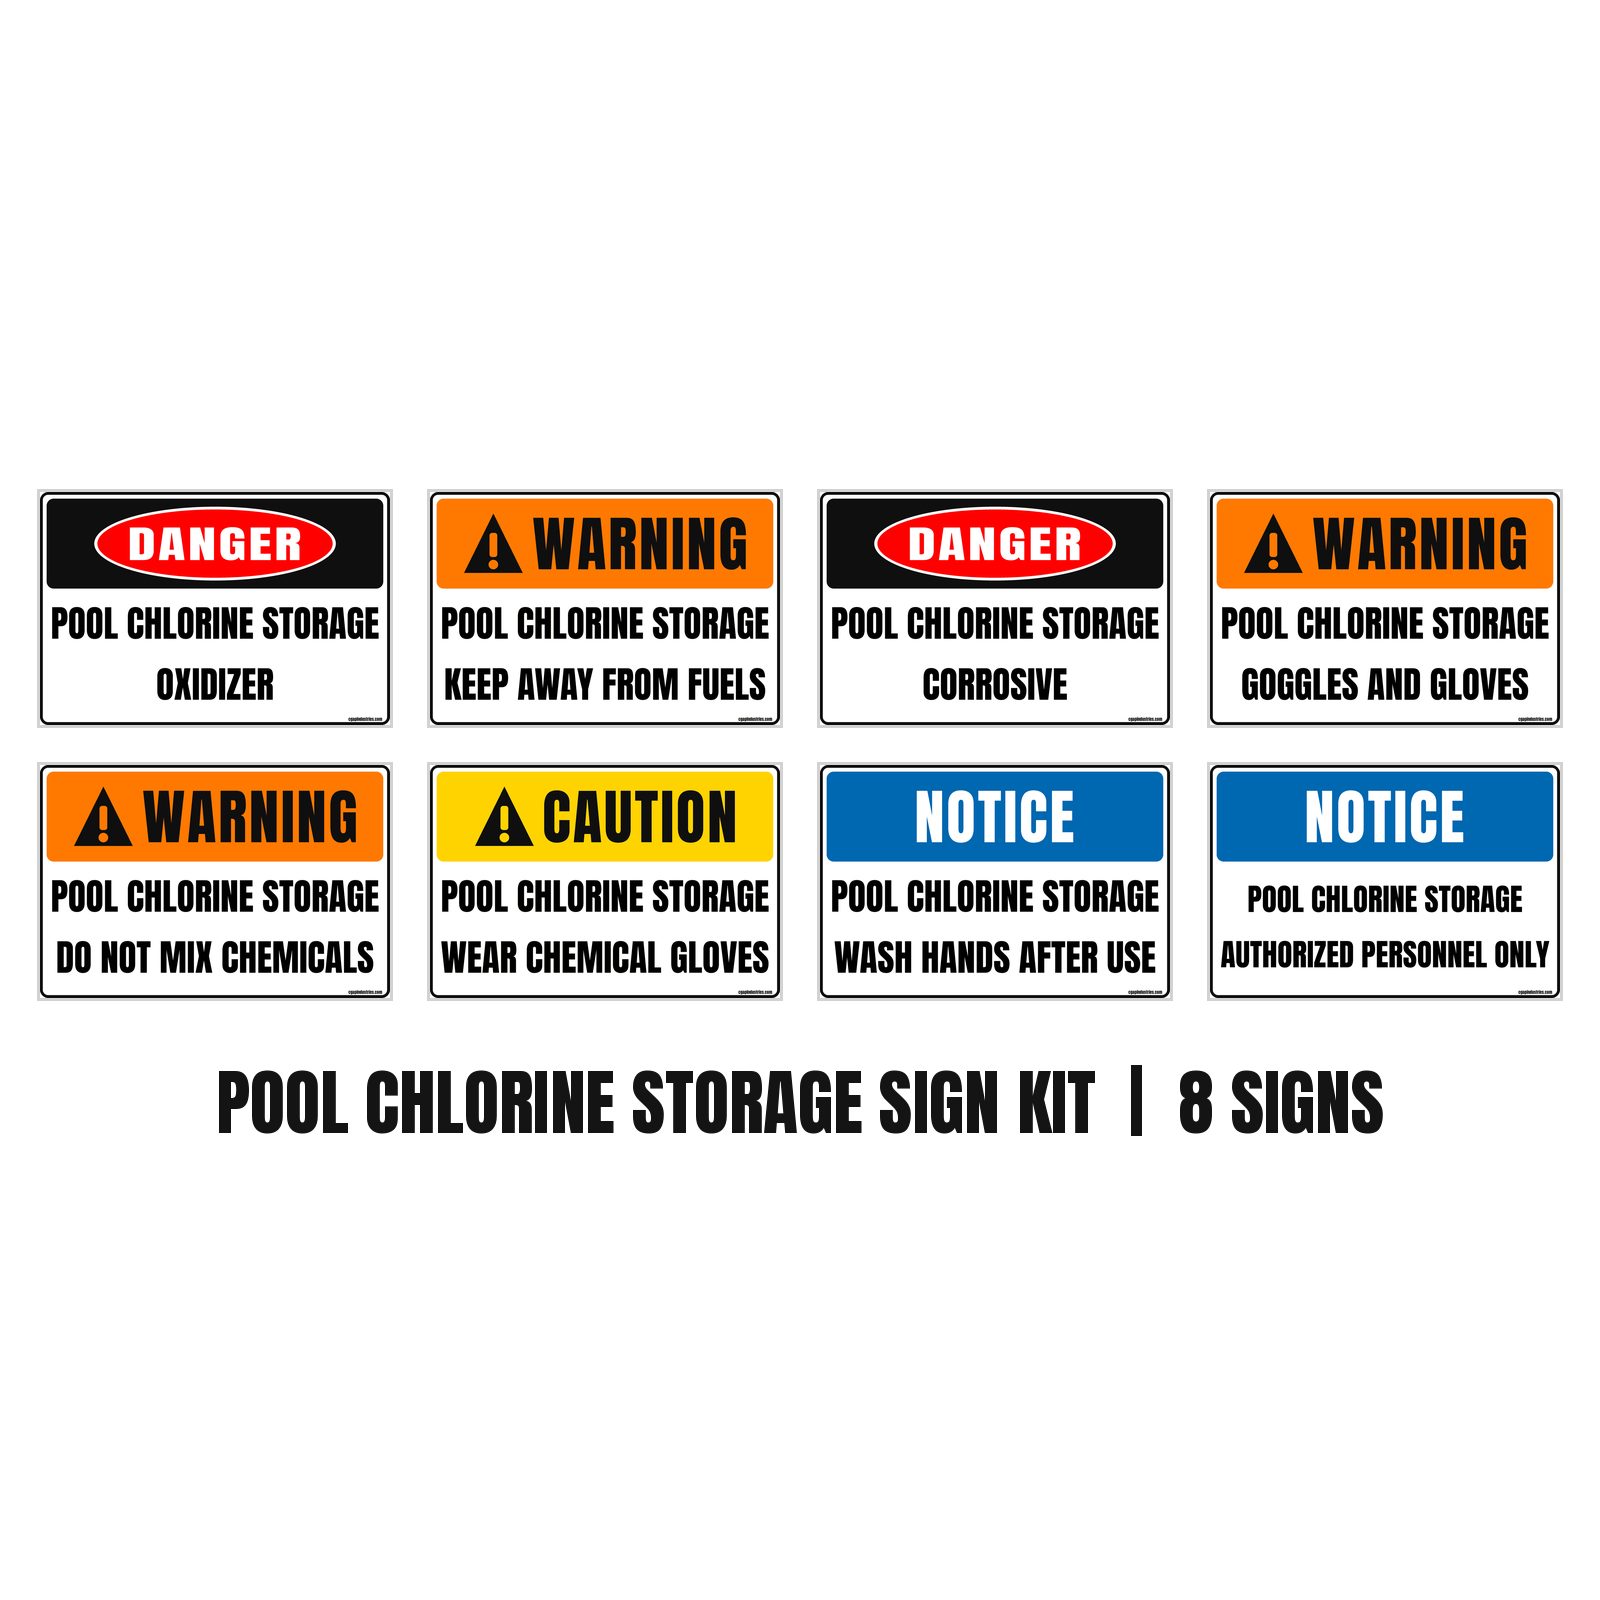 DANGER
POOL CHLORINE STORAGE
OXIDIZER
WARNING
POOL CHLORINE STORAGE
KEEP AWAY FROM FUELS
DANGER
POOL CHLORINE STORAGE
CORROSIVE
WARNING
POOL CHLORINE STORAGE
GOGGLES AND GLOVES
WARNING
POOL CHLORINE STORAGE
DO NOT MIX CHEMICALS
CAUTION
POOL CHLORINE STORAGE
WEAR CHEMICAL GLOVES
NOTICE
POOL CHLORINE STORAGE
WASH HANDS AFTER USE
NOTICE
POOL CHLORINE STORAGE
AUTHORIZED PERSONNEL ONLY
POOL CHLORINE STORAGE SIGN KIT | 8 SIGNS